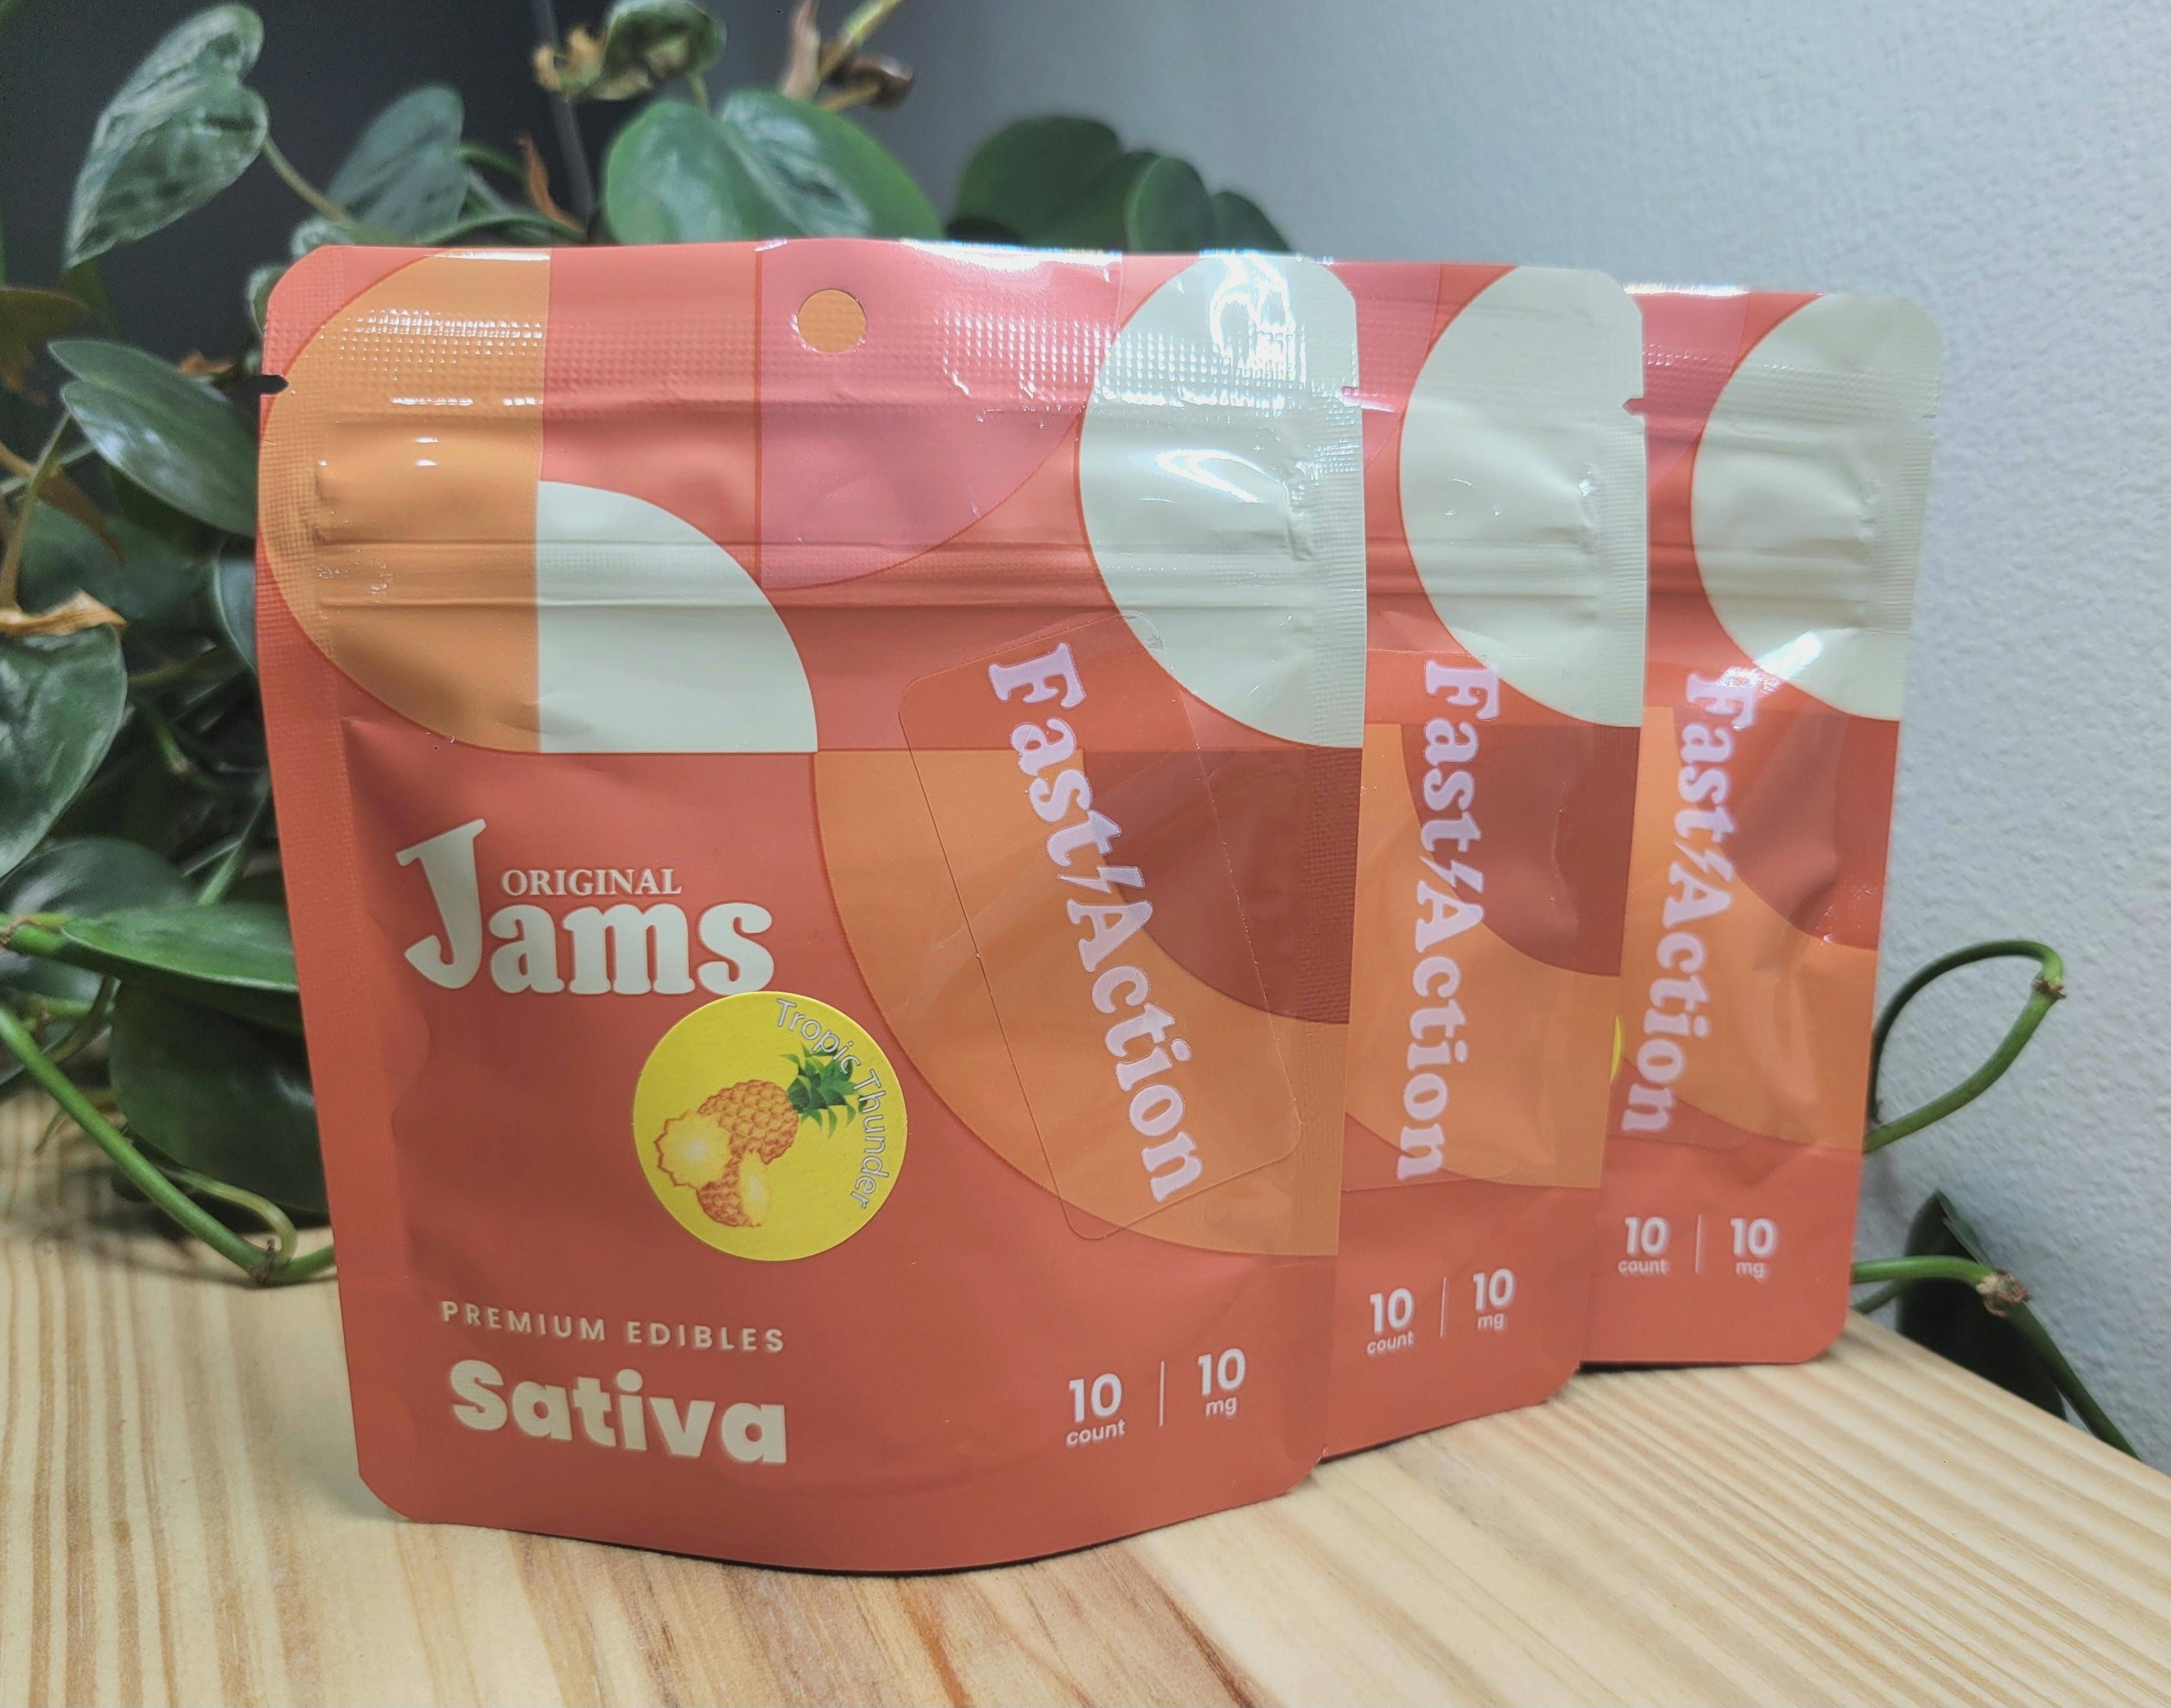 ORIGINAL
Jams
Tropic Thunder
PREMIUM EDIBLES
Sativa
Fast Action
10 count | 10 mg
Fast Action
10 count | 10 mg
Fast Action
10 count | 10 mg